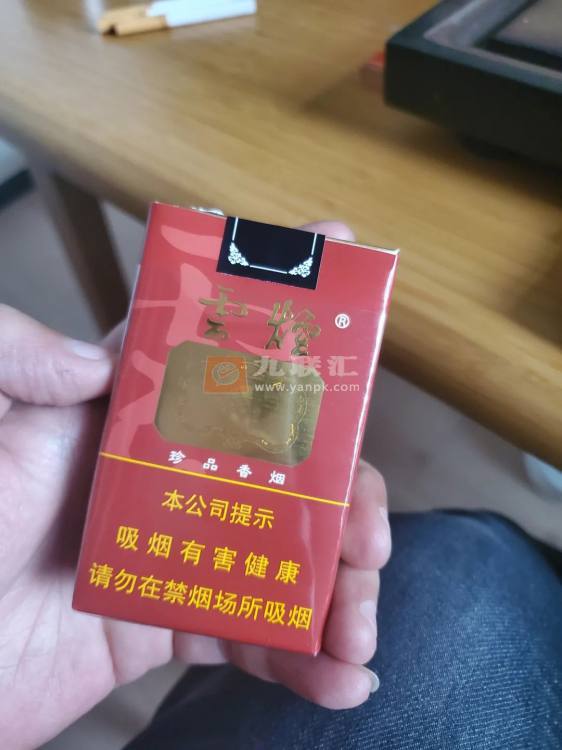 云烟®
九联汇
www.yanpk.com
珍品香烟
本公司提示
吸烟有害健康
请勿在禁烟场所吸烟